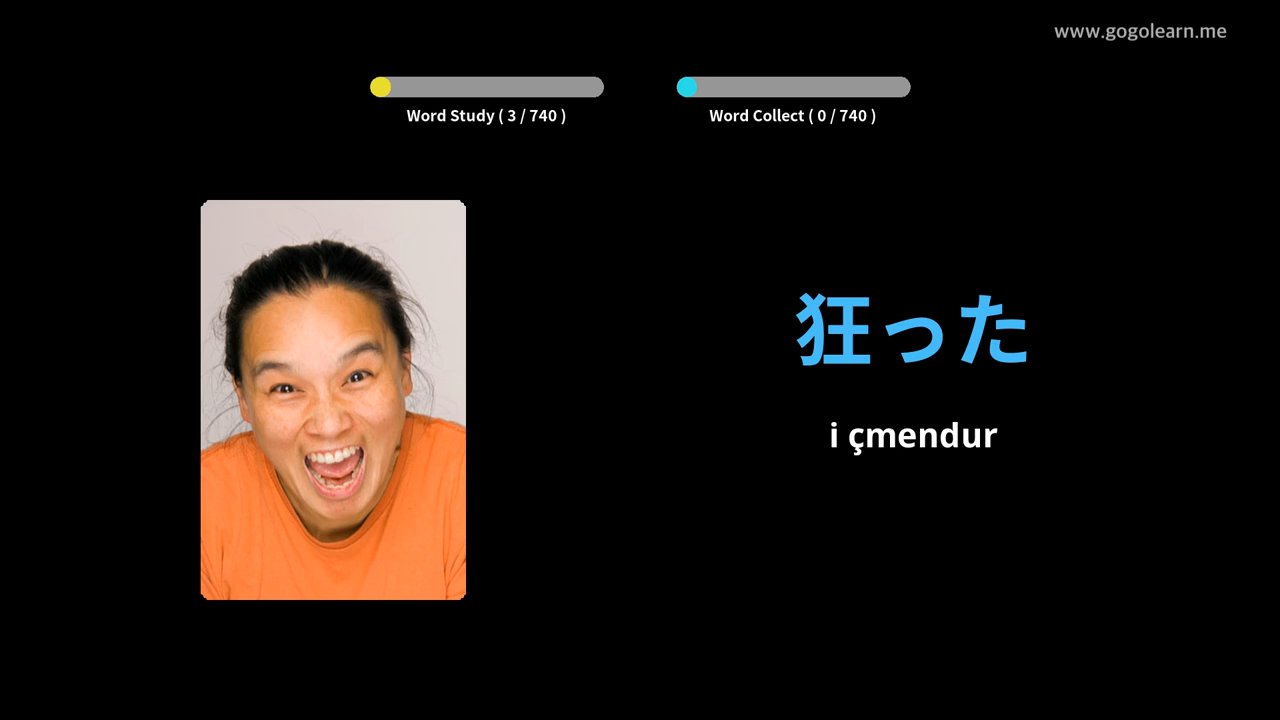 www.gogolearn.me
Word Study ( 3 / 740 )
Word Collect ( 0 / 740 )
狂った
i çmendur